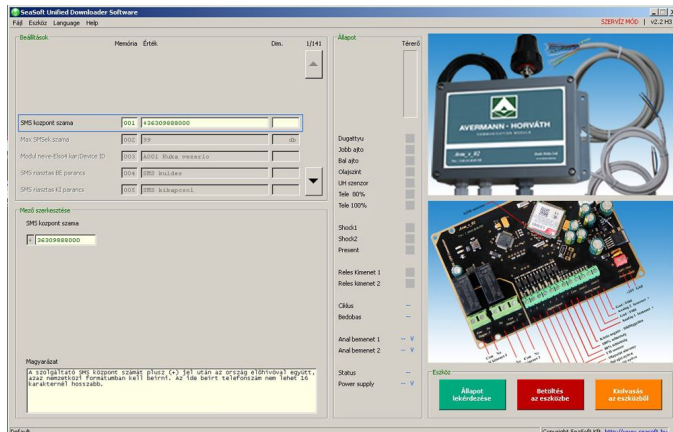 SeaSoft Unified Downloader Software
Fájl Eszköz Language Help
SZERVÍZ MÓD | v2.2 H3
Beállítások
Memória Érték Dim. 1/141
SMS kozpont szama 001 +36309888000
Max SMSek szama 002 99 db
Modul neve-Elso4 kar/Device ID 003 A001 Kuka vezerlo
SMS riasztas BE parancs 004 SMS kuldes
SMS riasztas KI parancs 005 SMS kikapcsol
Mező szerkesztése
SMS kozpont szama
+ 36309888000
Magyarázat
A szolgáltató SMS központ számát plusz (+) jel után az ország előhívóval együtt,
azaz nemzetközi formátumban kell beírni. Az ide beírt telefonszám nem lehet 16
karakternél hosszabb.
Állapot
Térerő
Dugattyu
Jobb ajto
Bal ajto
Olajszint
UH szenzor
Tele 80%
Tele 100%
Shock1
Shock2
Present
Reles Kimenet 1
Reles kimenet 2
Ciklus --
Bedobas --
Anal bemenet 1 -- V
Anal bemenet 2 -- V
Status --
Power supply -- V
AVERMANN - HORVÁTH
COMMUNICATION MODULE
Eszköz
Állapot
lekérdezése
Betöltés
az eszközbe
Kiolvasás
az eszközből
Default
Copyright SeaSoft Kft. http://www.seasoft.hu